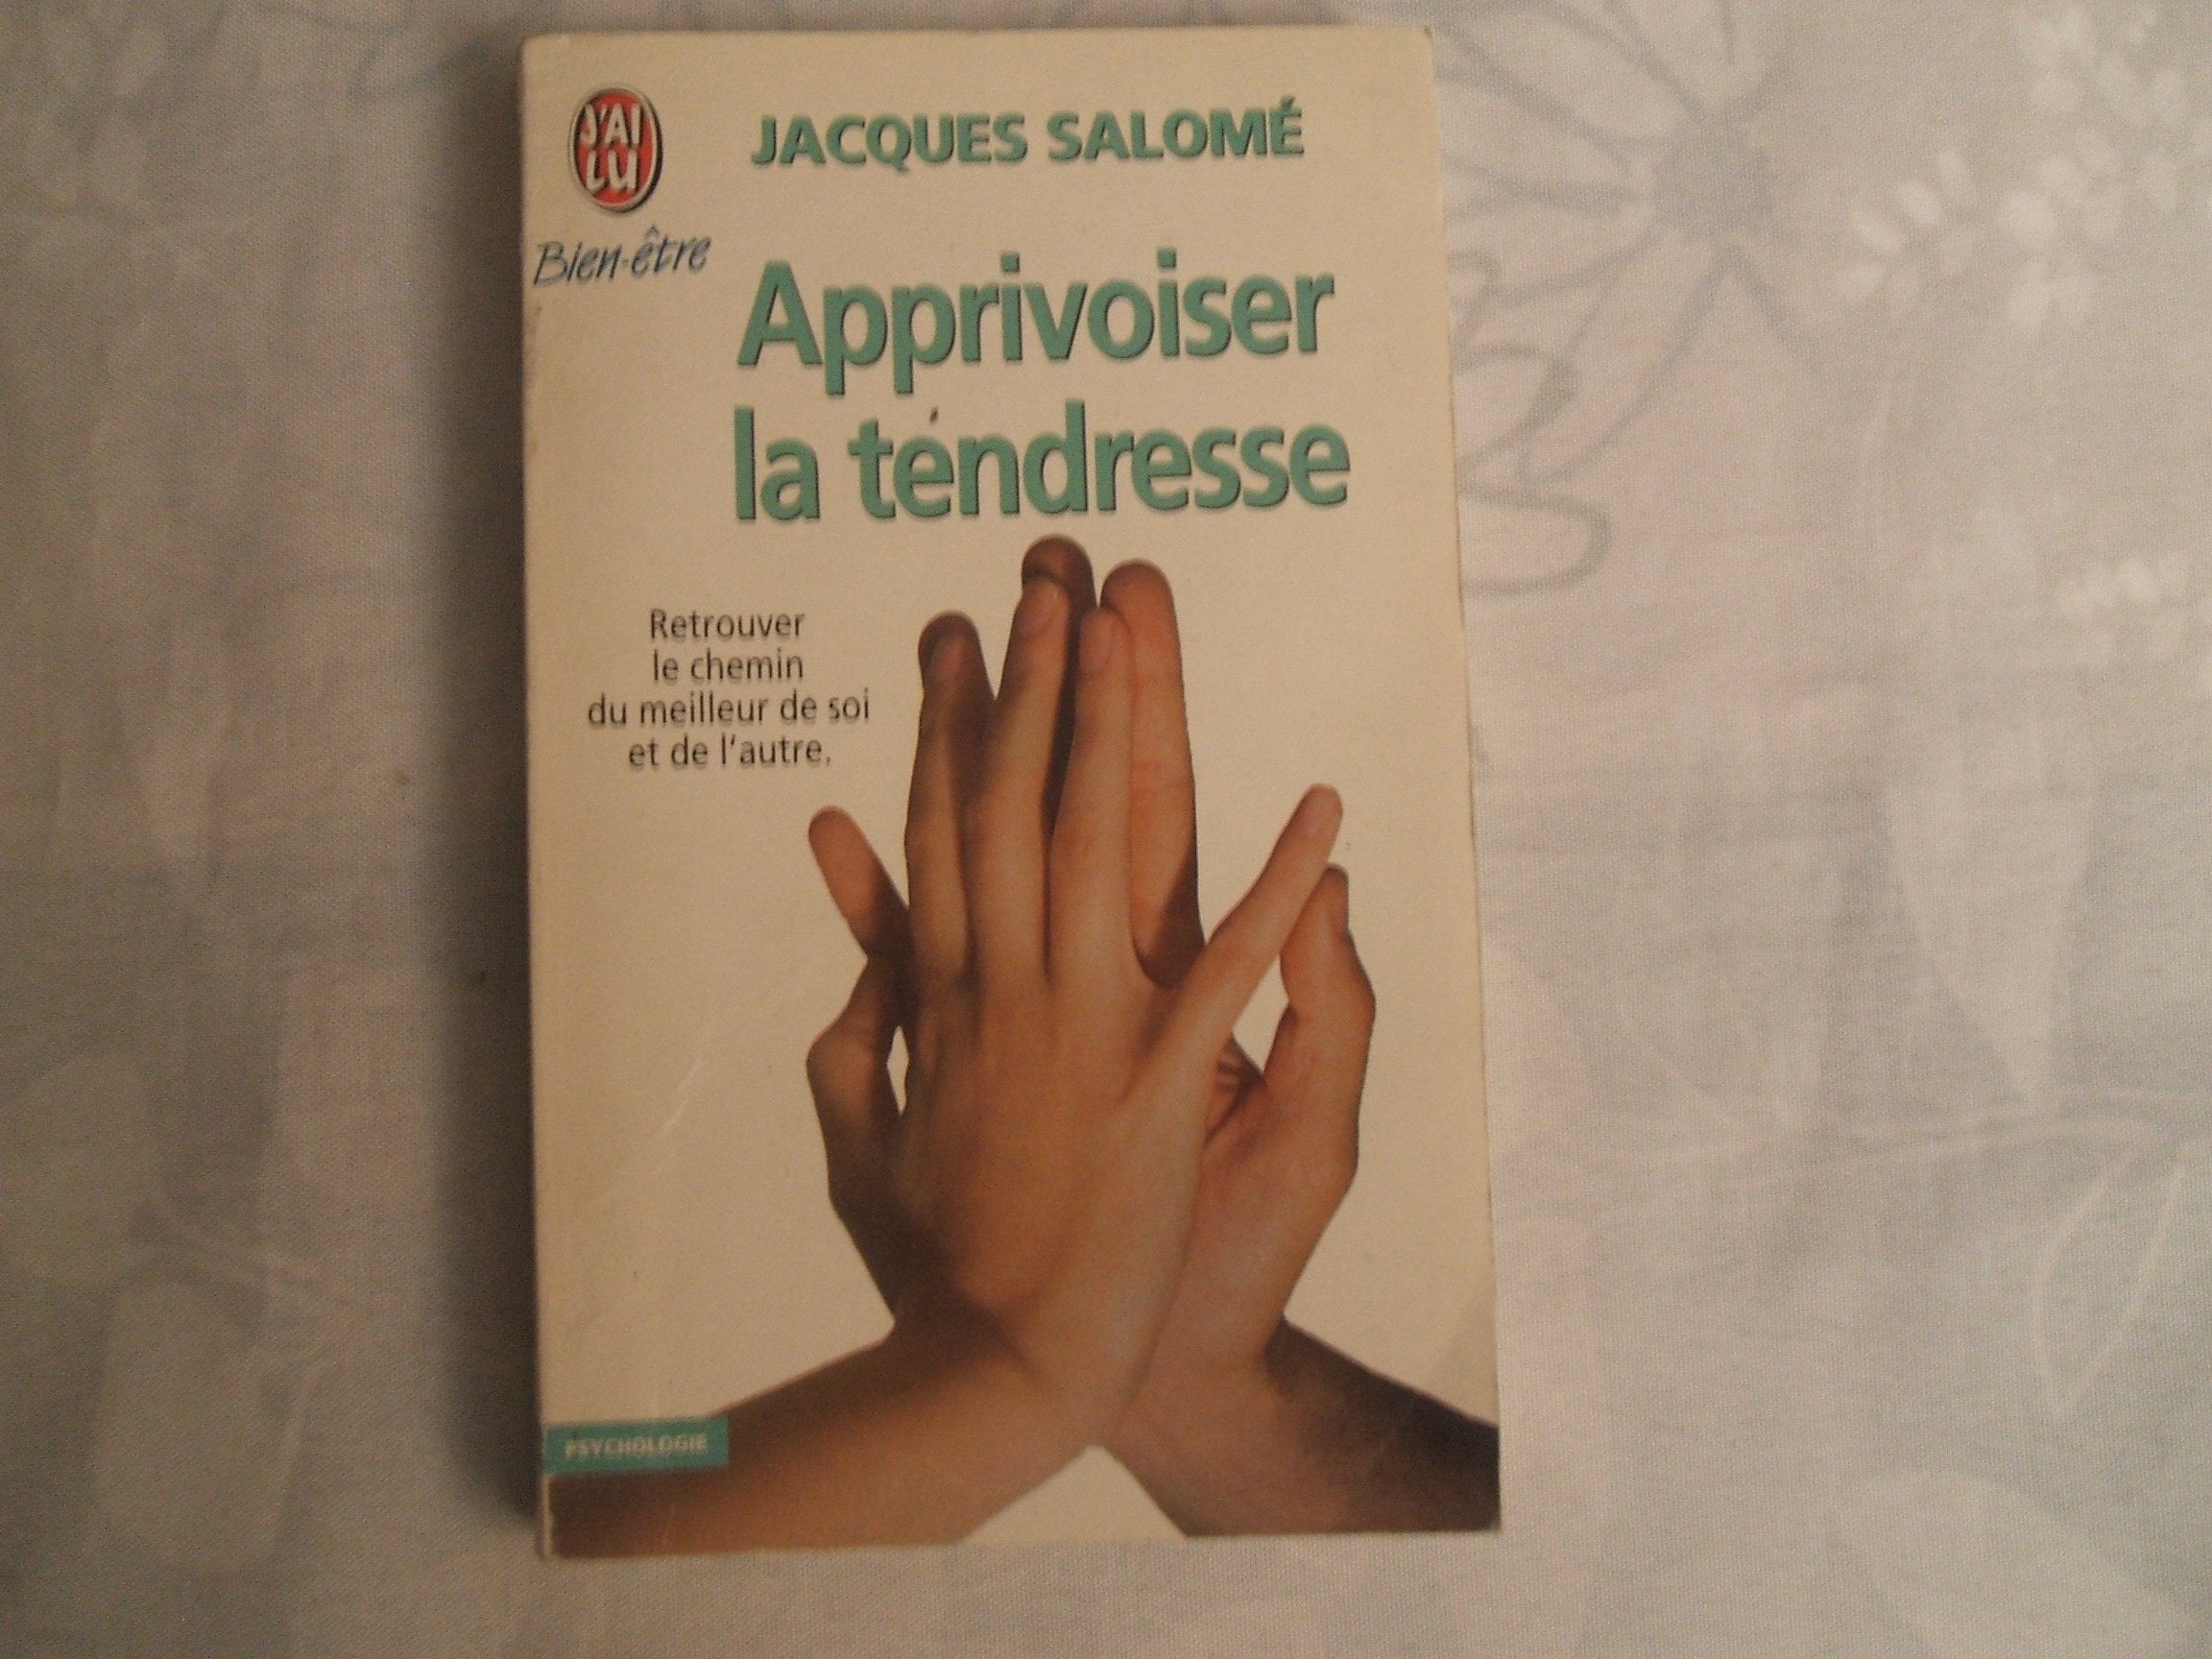 J'AI
LU
Bien-être
JACQUES SALOMÉ
Apprivoiser
la tendresse
Retrouver
le chemin
du meilleur de soi
et de l'autre.
PSYCHOLOGIE